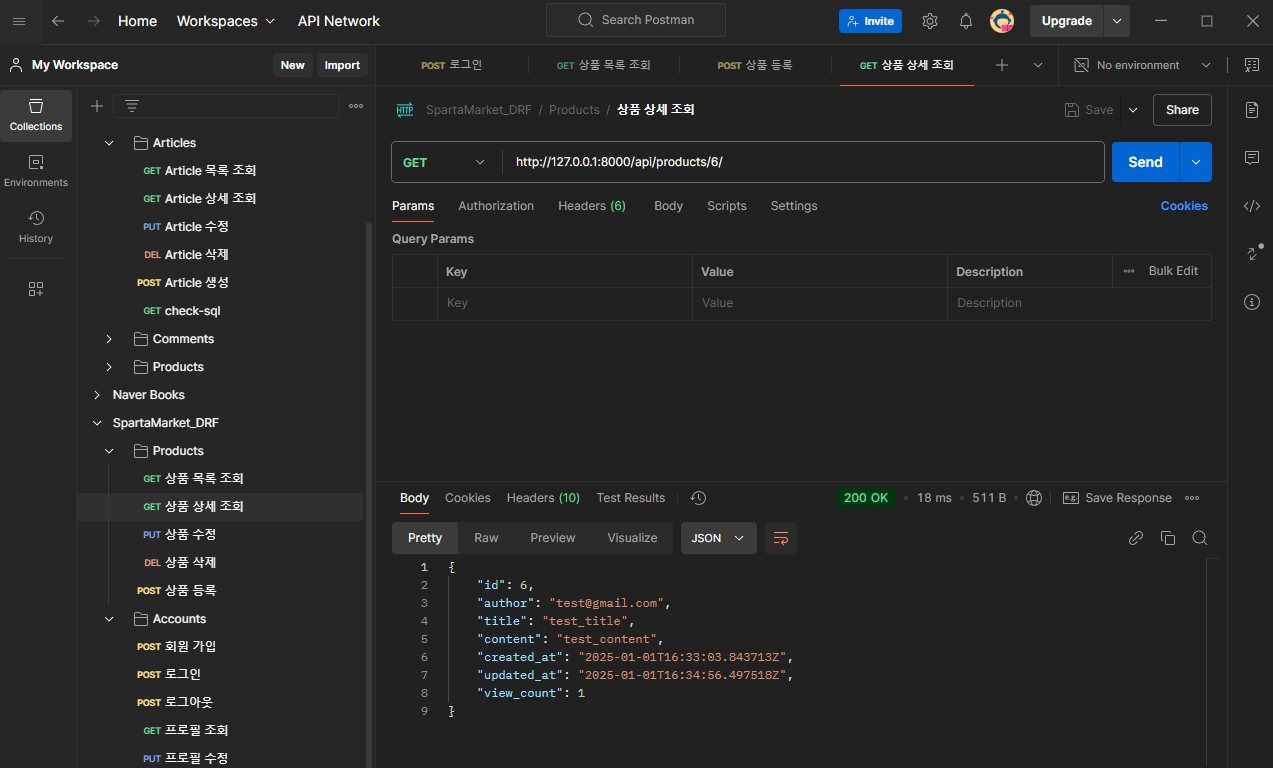 Home Workspaces API Network Search Postman Invite Upgrade
My Workspace New Import POST 로그인 GET 상품 목록 조회 POST 상품 등록 GET 상품 상세 조회 No environment
Collections
Environments
History
Articles
GET Article 목록 조회
GET Article 상세 조회
PUT Article 수정
DEL Article 삭제
POST Article 생성
GET check-sql
Comments
Products
Naver Books
SpartaMarket_DRF
Products
GET 상품 목록 조회
GET 상품 상세 조회
PUT 상품 수정
DEL 상품 삭제
POST 상품 등록
Accounts
POST 회원 가입
POST 로그인
POST 로그아웃
GET 프로필 조회
PUT 프로필 수정
HTTP SpartaMarket_DRF / Products / 상품 상세 조회 Save Share
GET http://127.0.0.1:8000/api/products/6/ Send
Params Authorization Headers (6) Body Scripts Settings Cookies
Query Params
Key Value Description Bulk Edit
Key Value Description
Body Cookies Headers (10) Test Results 200 OK 18 ms 511 B e.g. Save Response
Pretty Raw Preview Visualize JSON
1 {
2 "id": 6,
3 "author": "test@gmail.com",
4 "title": "test_title",
5 "content": "test_content",
6 "created_at": "2025-01-01T16:33:03.843713Z",
7 "updated_at": "2025-01-01T16:34:56.497518Z",
8 "view_count": 1
9 }